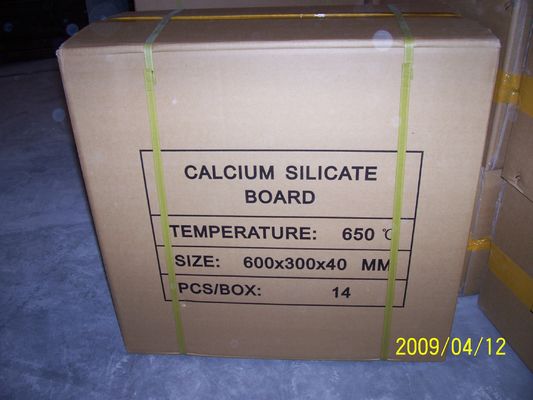 CALCIUM SILICATE
BOARD
TEMPERATURE: 650 ℃
SIZE: 600x300x40 MM
PCS/BOX: 14
2009/04/12